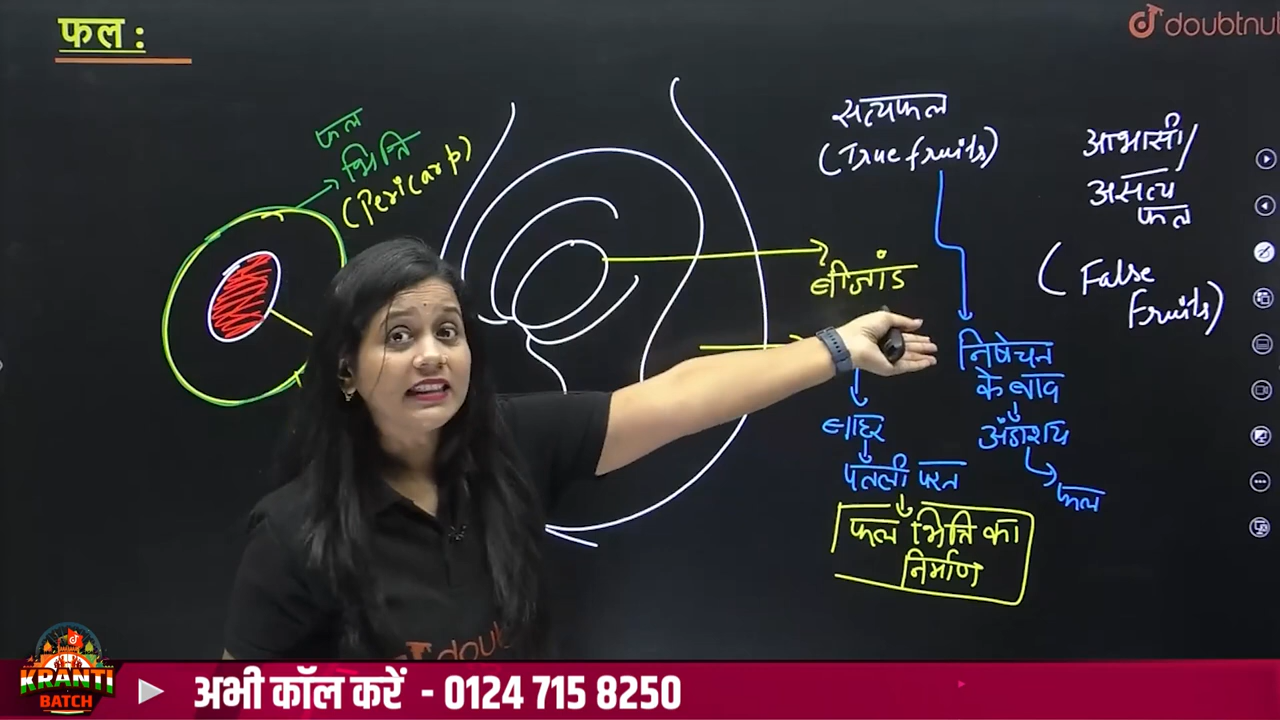 फल :
doubtnut
फल
भित्ति
(Pericarp)
सत्यफल
(True fruits)
आभासी/
असत्य
फल
(False
fruits)
बीजांड
निषेचन
के बाद
अंडाशय
फल
बाहर
पतली परत
फल भित्ति का
निर्माण
doubt
KRANTI
BATCH
अभी कॉल करें - 0124 715 8250